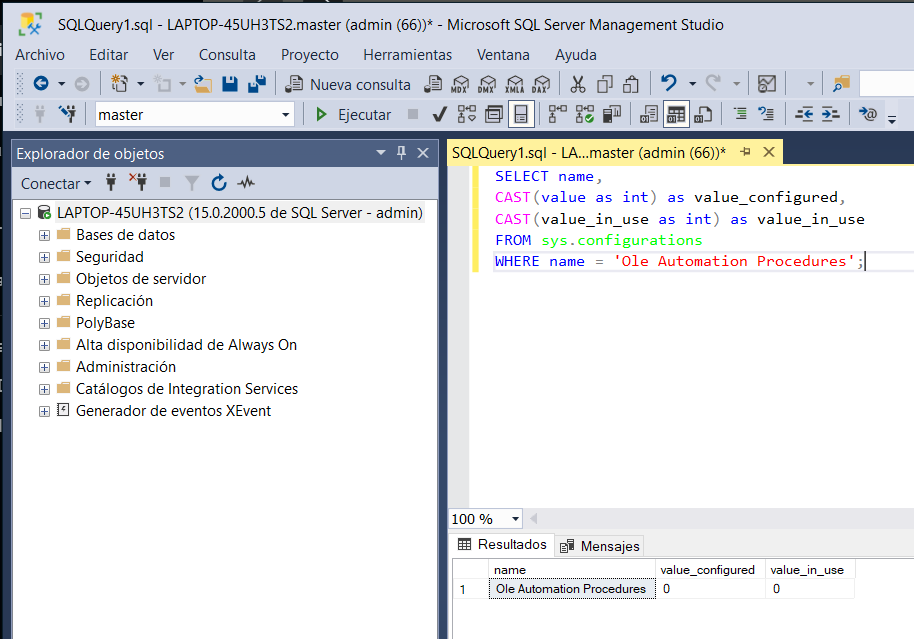 SQLQuery1.sql - LAPTOP-45UH3TS2.master (admin (66))* - Microsoft SQL Server Management Studio
Archivo Editar Ver Consulta Proyecto Herramientas Ventana Ayuda
Nueva consulta MDX DMX XMLA DAX
master Ejecutar
Explorador de objetos
SQLQuery1.sql - LA...master (admin (66))*
Conectar
LAPTOP-45UH3TS2 (15.0.2000.5 de SQL Server - admin)
Bases de datos
Seguridad
Objetos de servidor
Replicación
PolyBase
Alta disponibilidad de Always On
Administración
Catálogos de Integration Services
Generador de eventos XEvent
SELECT name,
CAST(value as int) as value_configured,
CAST(value_in_use as int) as value_in_use
FROM sys.configurations
WHERE name = 'Ole Automation Procedures';
100 %
Resultados Mensajes
name value_configured value_in_use
1 Ole Automation Procedures 0 0